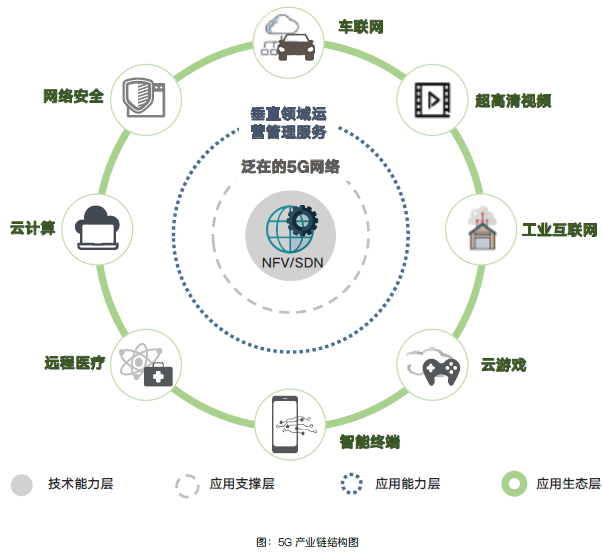 车联网
网络安全
超高清视频
垂直领域运
营管理服务
泛在的5G网络
云计算
工业互联网
NFV/SDN
远程医疗
云游戏
智能终端
技术能力层
应用支撑层
应用能力层
应用生态层
图：5G 产业链结构图